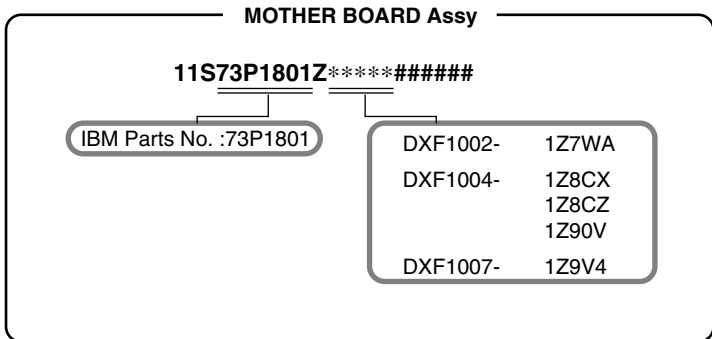 MOTHER BOARD Assy
11S73P1801Z*****######
IBM Parts No. :73P1801
DXF1002- 1Z7WA
DXF1004- 1Z8CX
1Z8CZ
1Z90V
DXF1007- 1Z9V4